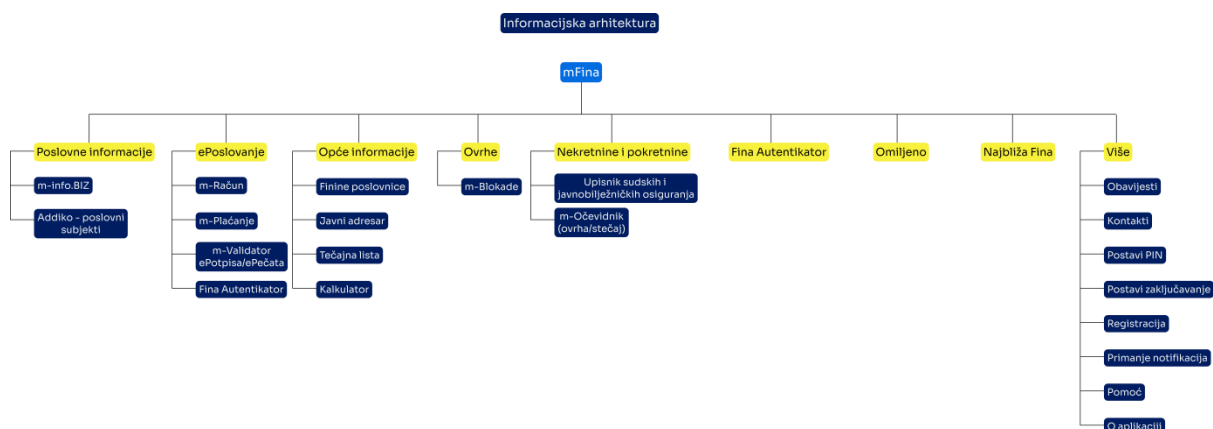 Informacijska arhitektura
mFina
Poslovne informacije
m-info.BIZ
Addiko - poslovni
subjekti
ePoslovanje
m-Račun
m-Plaćanje
m-Validator
ePotpisa/ePečata
Fina Autentikator
Opće informacije
Finine poslovnice
Javni adresar
Tečajna lista
Kalkulator
Ovrhe
m-Blokade
Nekretnine i pokretnine
Upisnik sudskih i
javnobilježničkih osiguranja
m-Očevidnik
(ovrha/stečaj)
Fina Autentikator
Omiljeno
Najbliža Fina
Više
Obavijesti
Kontakti
Postavi PIN
Postavi zaključavanje
Registracija
Primanje notifikacija
Pomoć
O aplikaciji